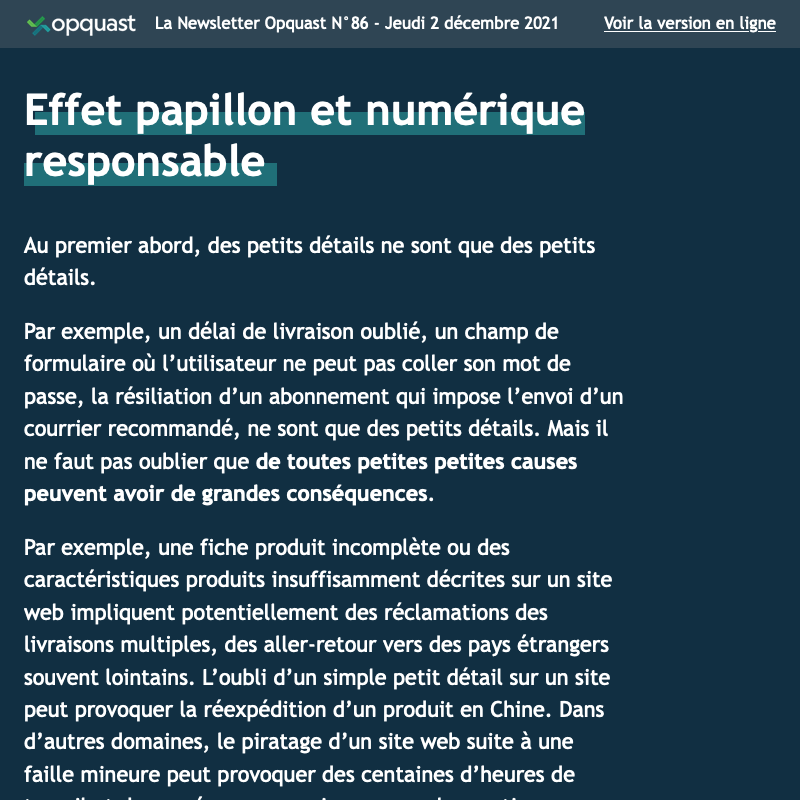 opquast La Newsletter Opquast N°86 - Jeudi 2 décembre 2021 Voir la version en ligne
Effet papillon et numérique
responsable
Au premier abord, des petits détails ne sont que des petits
détails.
Par exemple, un délai de livraison oublié, un champ de
formulaire où l’utilisateur ne peut pas coller son mot de
passe, la résiliation d’un abonnement qui impose l’envoi d’un
courrier recommandé, ne sont que des petits détails. Mais il
ne faut pas oublier que de toutes petites petites causes
peuvent avoir de grandes conséquences.
Par exemple, une fiche produit incomplète ou des
caractéristiques produits insuffisamment décrites sur un site
web impliquent potentiellement des réclamations des
livraisons multiples, des aller-retour vers des pays étrangers
souvent lointains. L’oubli d’un simple petit détail sur un site
peut provoquer la réexpédition d’un produit en Chine. Dans
d’autres domaines, le piratage d’un site web suite à une
faille mineure peut provoquer des centaines d’heures de